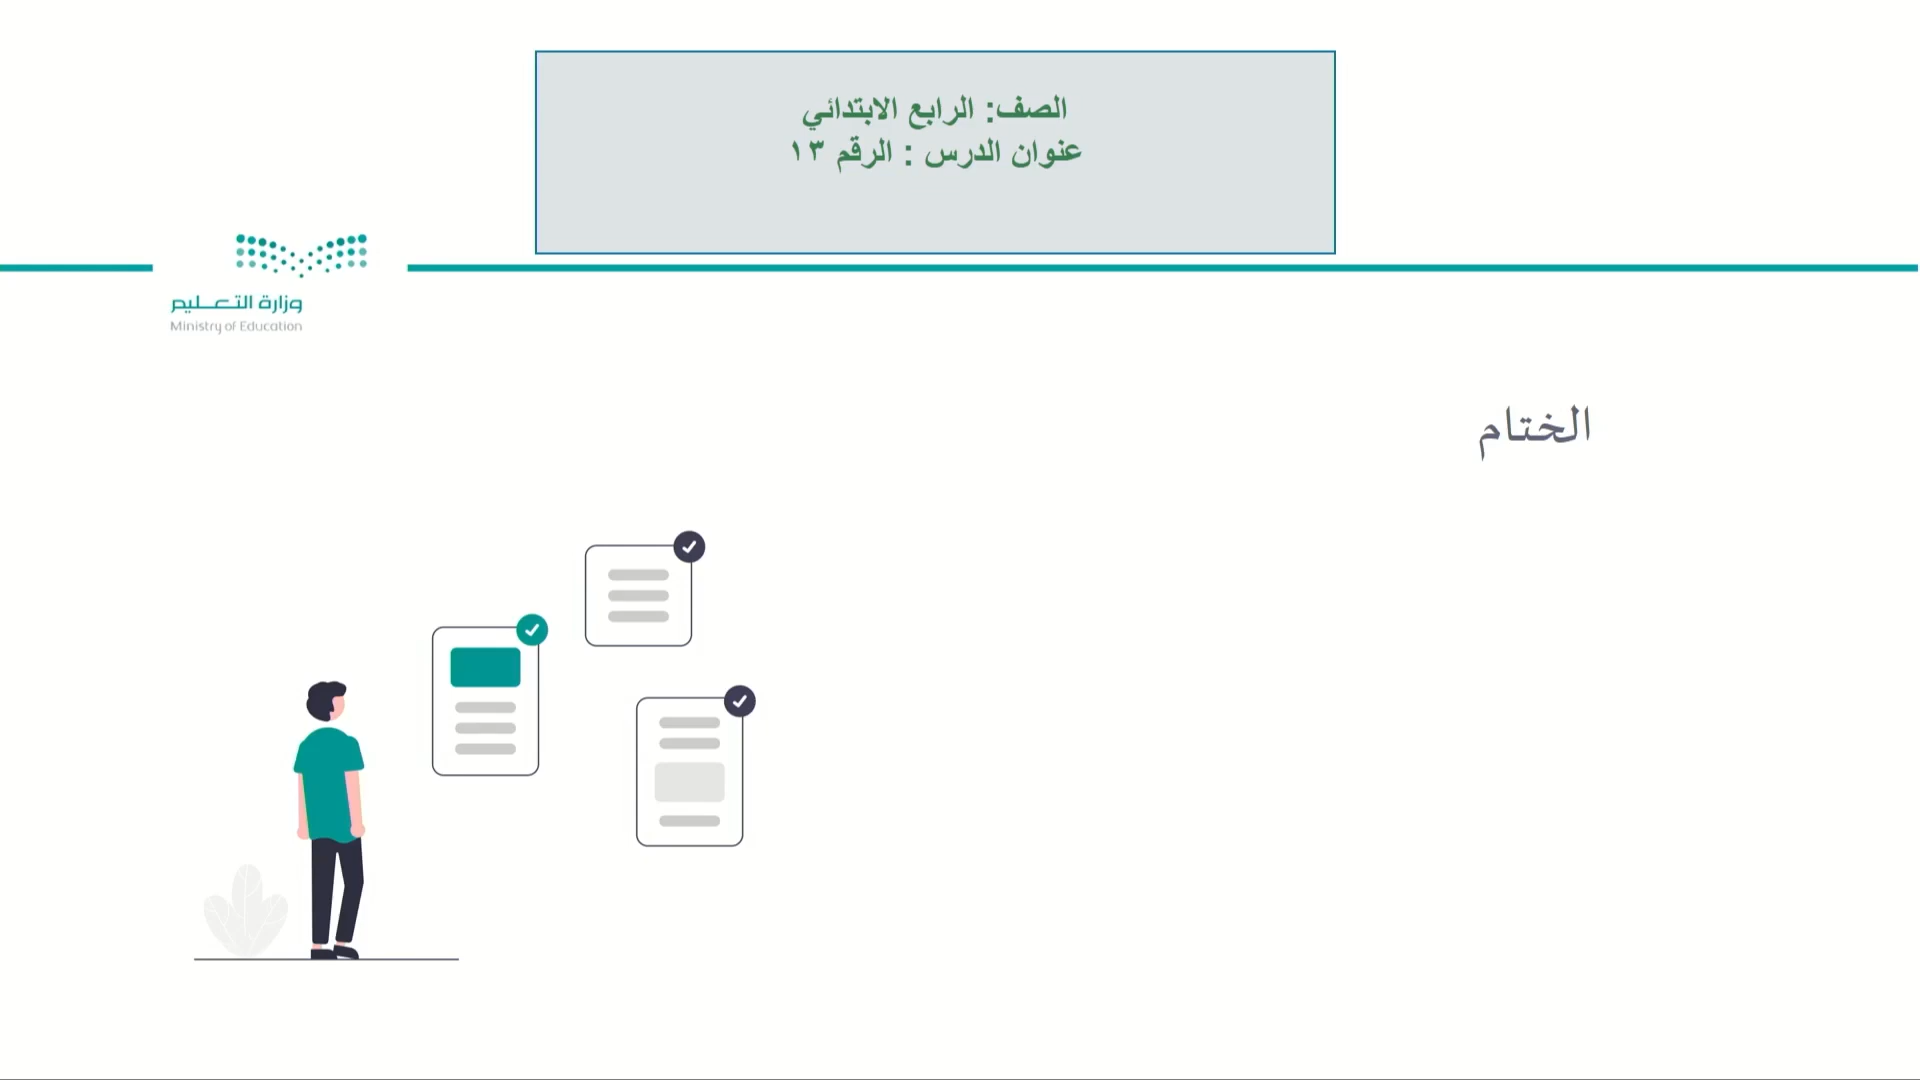 الصف: الرابع الابتدائي
عنوان الدرس : الرقم ١٣
وزارة التعليم
Ministry of Education
الختام